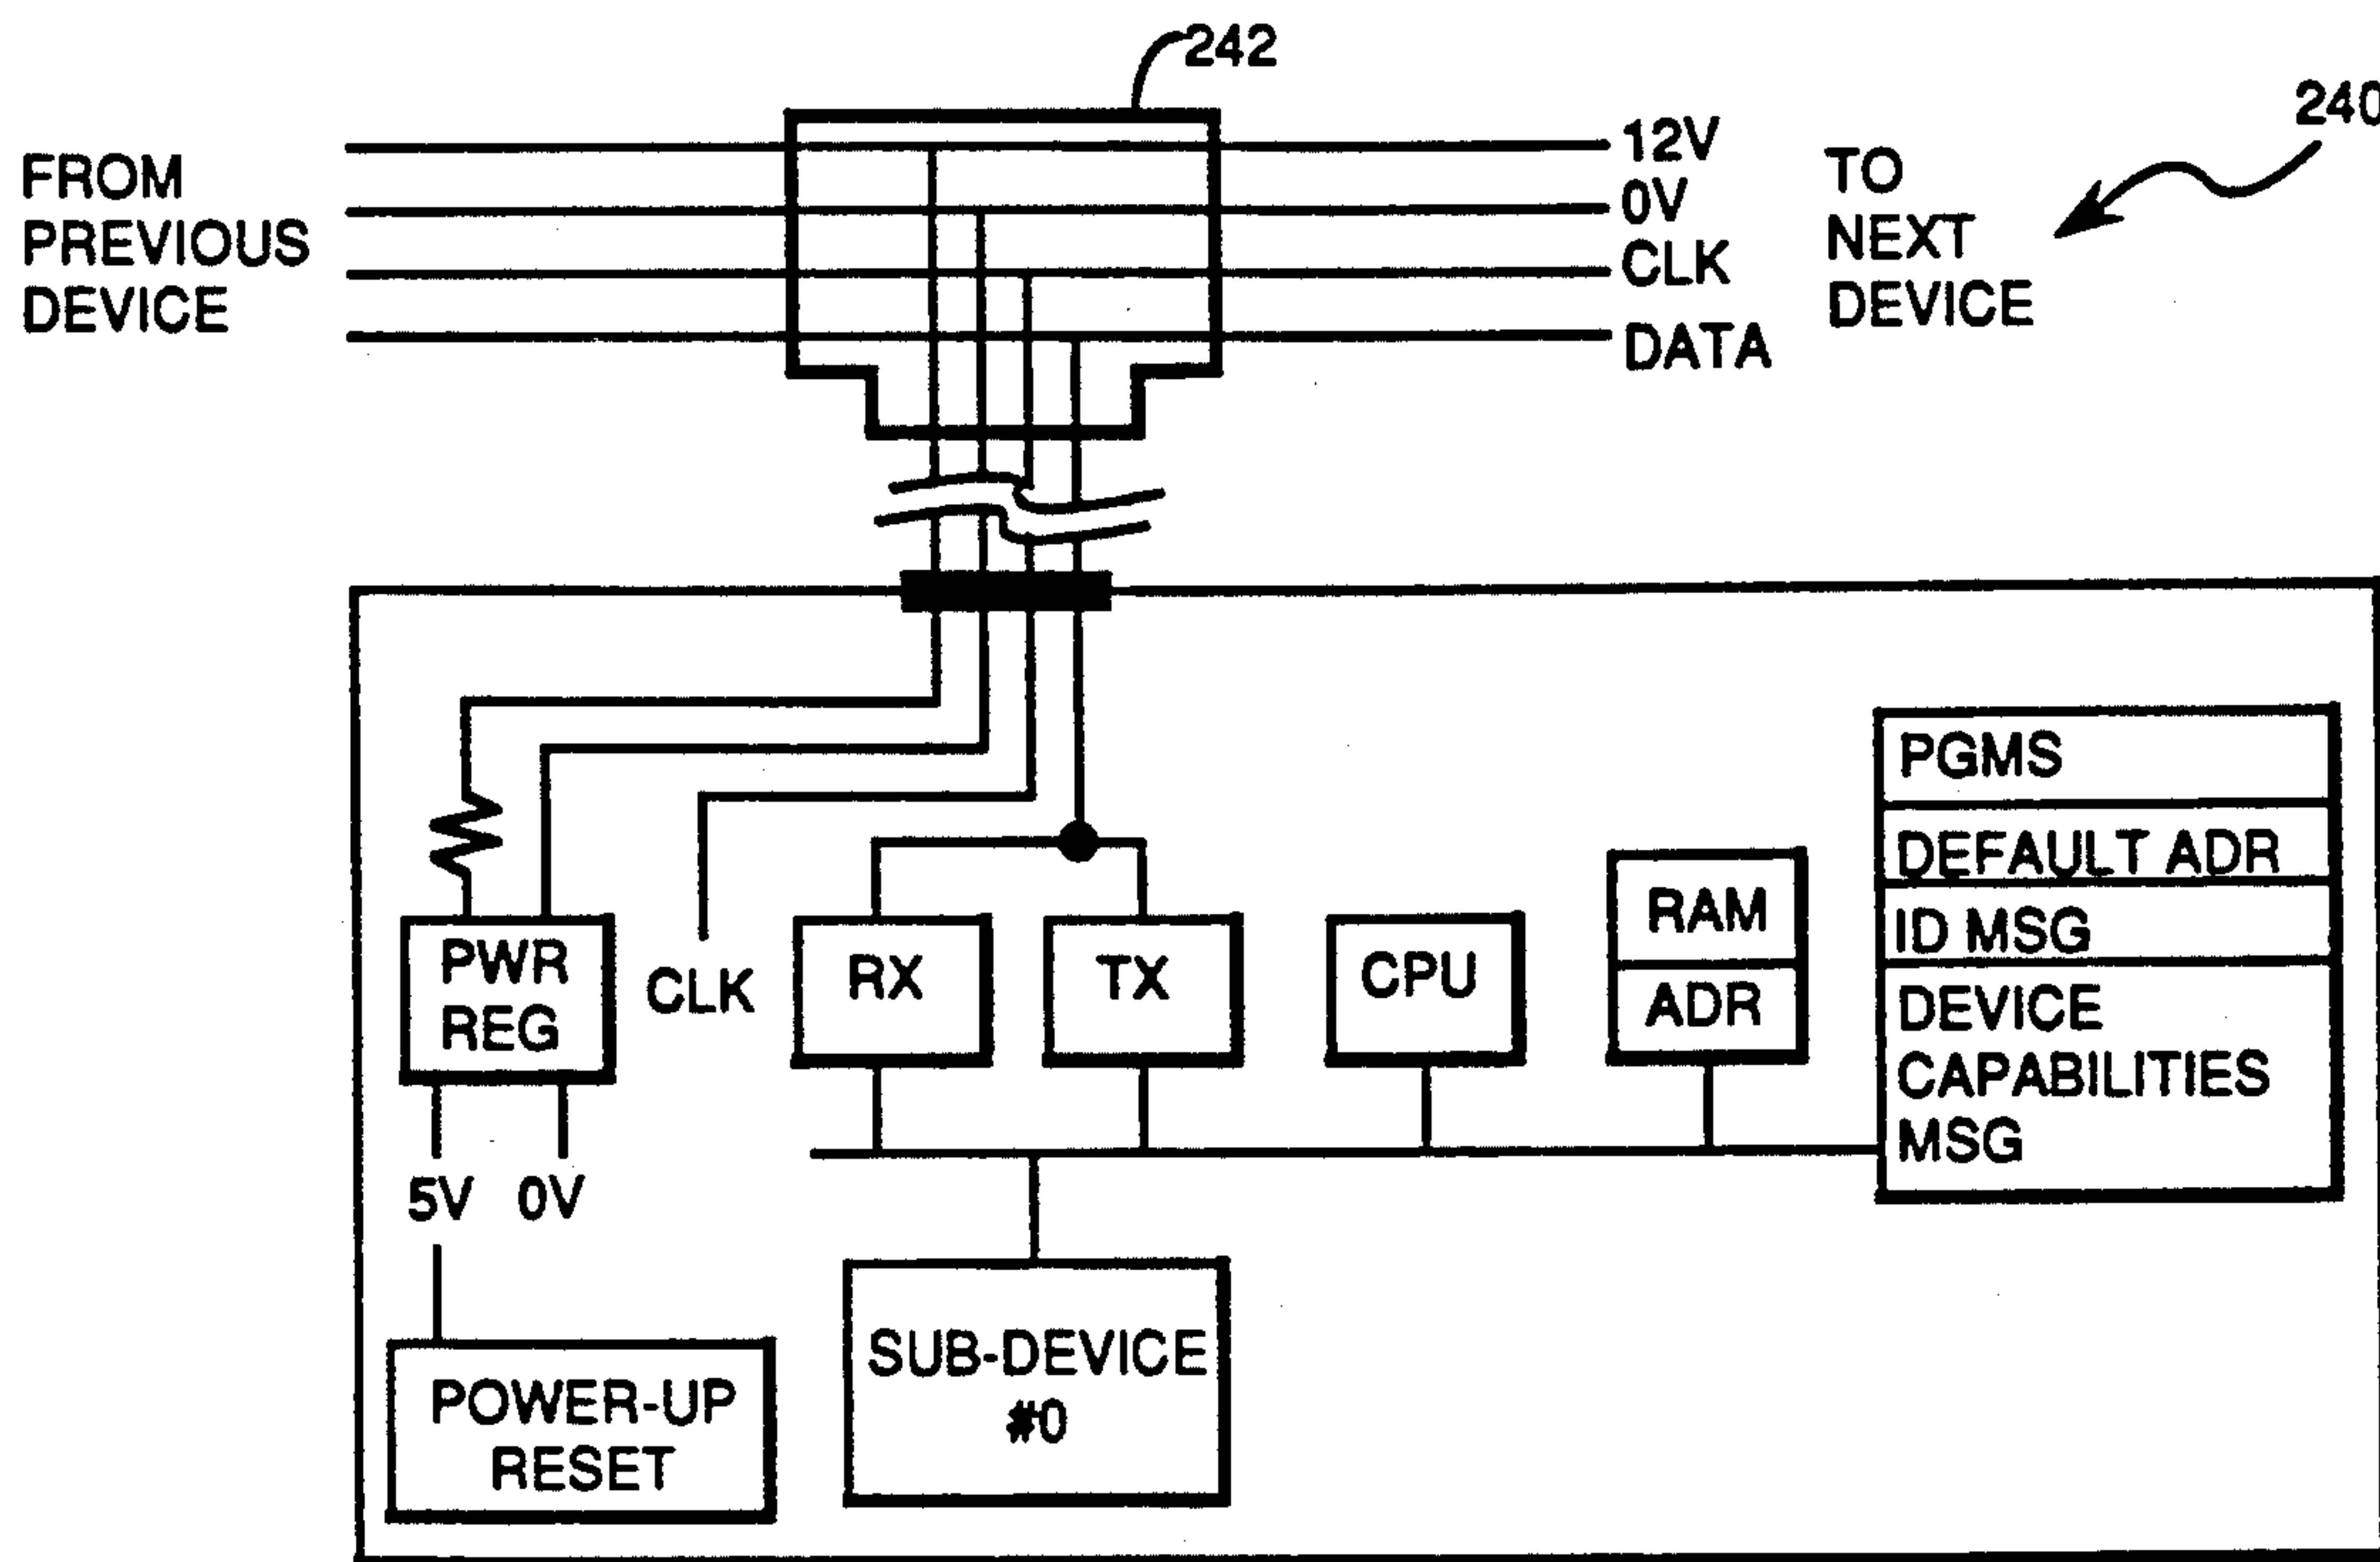 242
240
FROM
PREVIOUS
DEVICE
12V
0V
CLK
DATA
TO
NEXT
DEVICE
PWR
REG
CLK
RX
TX
CPU
RAM
ADR
PGMS
DEFAULT ADR
ID MSG
DEVICE
CAPABILITIES
MSG
5V 0V
POWER-UP
RESET
SUB-DEVICE
#0